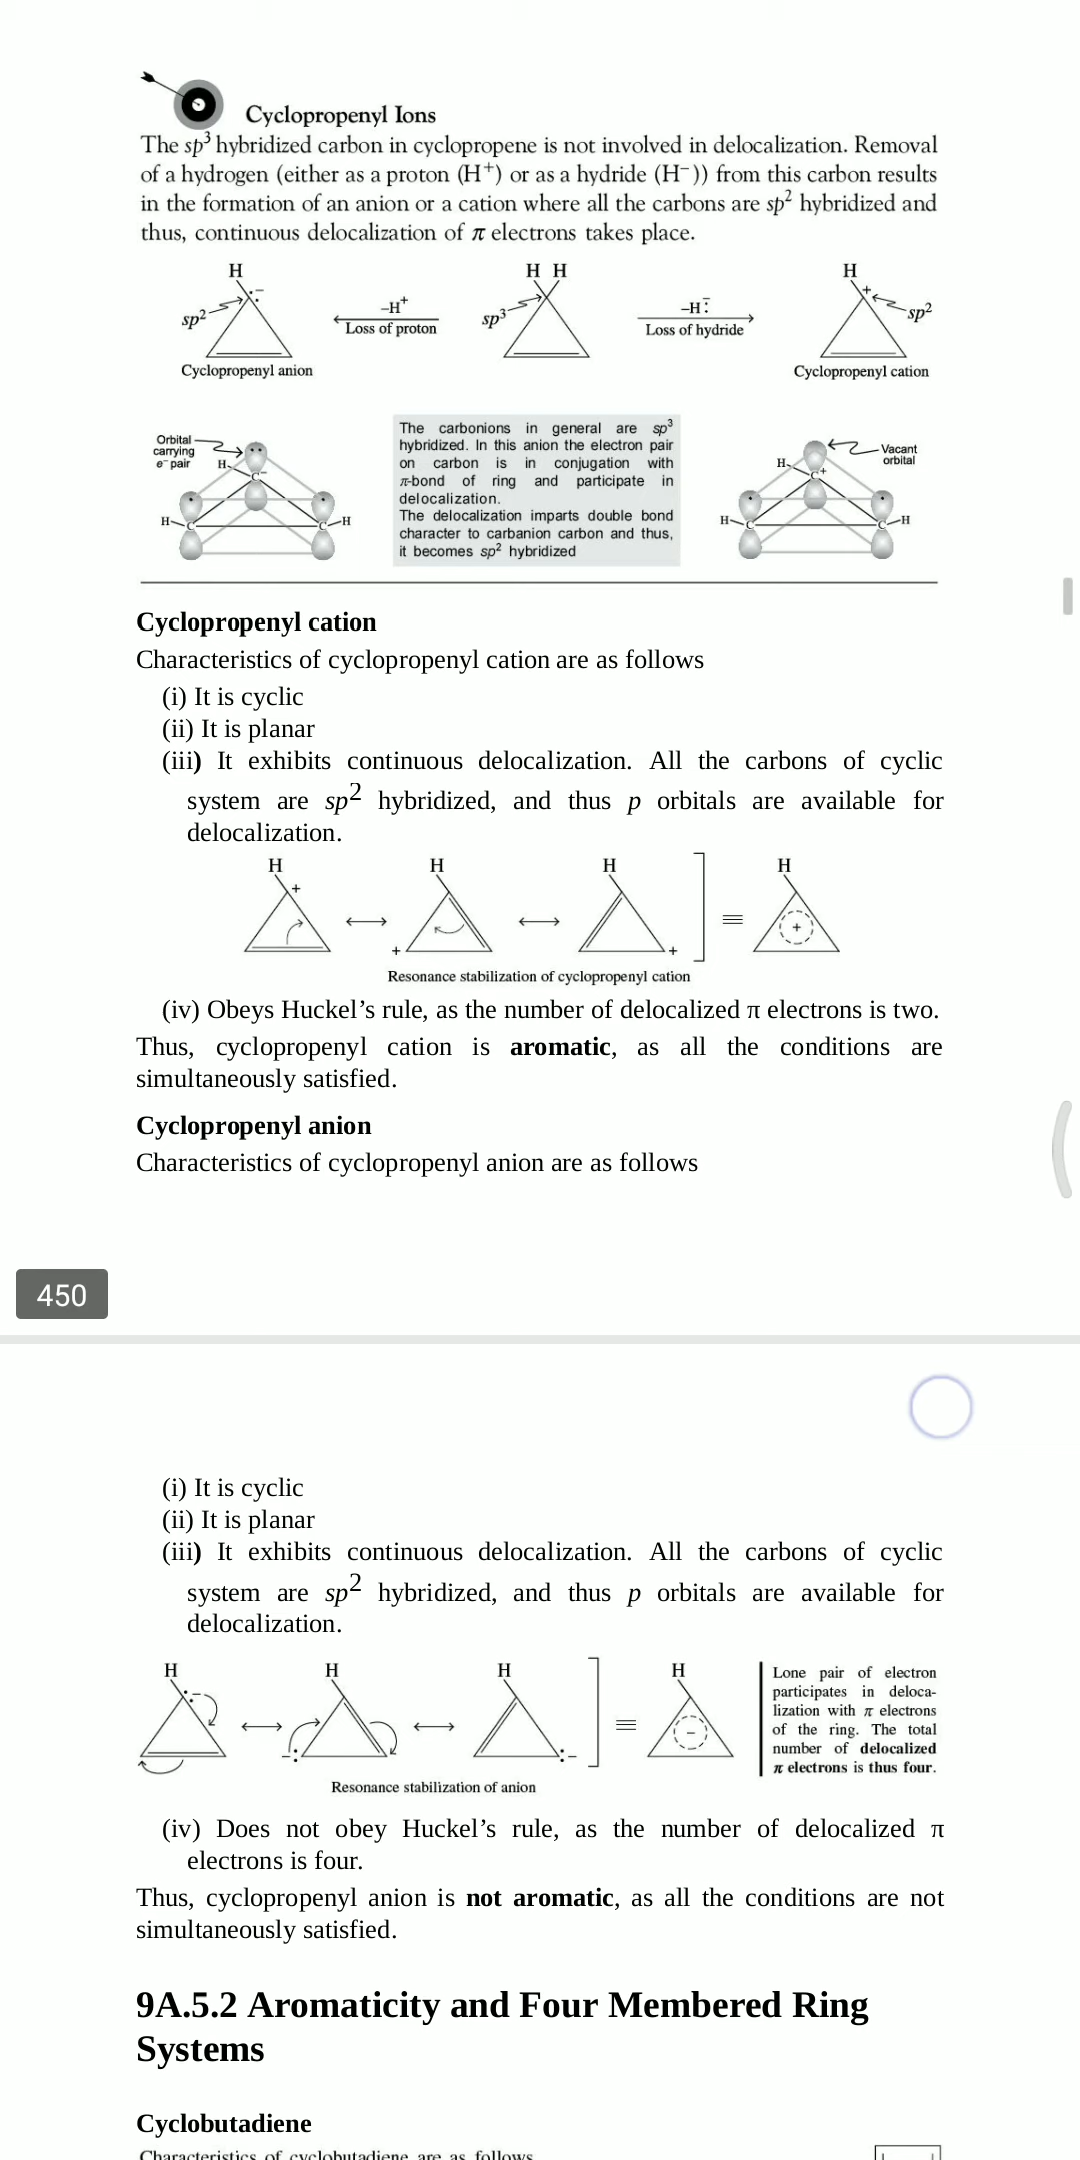 Cyclopropenyl Ions
The sp3 hybridized carbon in cyclopropene is not involved in delocalization. Removal
of a hydrogen (either as a proton (H+) or as a hydride (H−)) from this carbon results
in the formation of an anion or a cation where all the carbons are sp2 hybridized and
thus, continuous delocalization of π electrons takes place.
H
sp2
:−
Cyclopropenyl anion
–H+
Loss of proton
H H
sp3
–H:−
Loss of hydride
H
+
sp2
Cyclopropenyl cation
Orbital
carrying
e− pair
H
C−
H
C
C
H
The carbonions in general are sp3
hybridized. In this anion the electron pair
on carbon is in conjugation with
π-bond of ring and participate in
delocalization.
The delocalization imparts double bond
character to carbanion carbon and thus,
it becomes sp2 hybridized
Vacant
orbital
H
C+
H
C
C
H
Cyclopropenyl cation
Characteristics of cyclopropenyl cation are as follows
(i) It is cyclic
(ii) It is planar
(iii) It exhibits continuous delocalization. All the carbons of cyclic
system are sp2 hybridized, and thus p orbitals are available for
delocalization.
H H H ] H
+ + + ≡ +
Resonance stabilization of cyclopropenyl cation
(iv) Obeys Huckel’s rule, as the number of delocalized π electrons is two.
Thus, cyclopropenyl cation is aromatic, as all the conditions are
simultaneously satisfied.
Cyclopropenyl anion
Characteristics of cyclopropenyl anion are as follows
450
(i) It is cyclic
(ii) It is planar
(iii) It exhibits continuous delocalization. All the carbons of cyclic
system are sp2 hybridized, and thus p orbitals are available for
delocalization.
H H H ] H
:− −: :− ≡ −
Resonance stabilization of anion
Lone pair of electron
participates in deloca-
lization with π electrons
of the ring. The total
number of delocalized
π electrons is thus four.
(iv) Does not obey Huckel’s rule, as the number of delocalized π
electrons is four.
Thus, cyclopropenyl anion is not aromatic, as all the conditions are not
simultaneously satisfied.
9A.5.2 Aromaticity and Four Membered Ring
Systems
Cyclobutadiene
Characteristics of cyclobutadiene are as follows